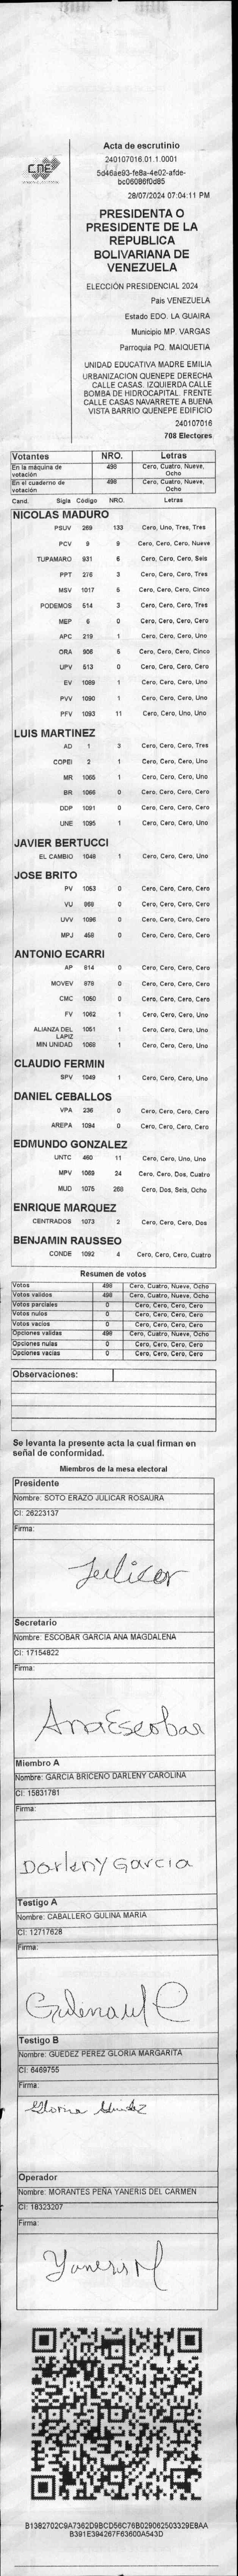 CNE
Acta de escrutinio
240107016.01.1.0001
5d46ae93-fe8a-4e02-afde-
bc06086f0d85
28/07/2024 07:04:11 PM
PRESIDENTA O
PRESIDENTE DE LA
REPUBLICA
BOLIVARIANA DE
VENEZUELA
ELECCIÓN PRESIDENCIAL 2024
País VENEZUELA
Estado EDO. LA GUAIRA
Municipio MP. VARGAS
Parroquia PQ. MAIQUETIA
UNIDAD EDUCATIVA MADRE EMILIA
URBANIZACION QUENEPE DERECHA
CALLE CASAS. IZQUIERDA CALLE
BOMBA DE HIDROCAPITAL. FRENTE
CALLE CASAS NAVARRETE A BUENA
VISTA BARRIO QUENEPE EDIFICIO
240107016
708 Electores
Votantes NRO. Letras
En la máquina de votación 498 Cero, Cuatro, Nueve, Ocho
En el cuaderno de votación 498 Cero, Cuatro, Nueve, Ocho
Cand. Sigla Código NRO. Letras
NICOLAS MADURO
PSUV 269 133 Cero, Uno, Tres, Tres
PCV 9 9 Cero, Cero, Cero, Nueve
TUPAMARO 931 6 Cero, Cero, Cero, Seis
PPT 276 3 Cero, Cero, Cero, Tres
MSV 1017 5 Cero, Cero, Cero, Cinco
PODEMOS 514 3 Cero, Cero, Cero, Tres
MEP 6 0 Cero, Cero, Cero, Cero
APC 219 1 Cero, Cero, Cero, Uno
ORA 906 5 Cero, Cero, Cero, Cinco
UPV 513 0 Cero, Cero, Cero, Cero
EV 1089 1 Cero, Cero, Cero, Uno
PVV 1090 1 Cero, Cero, Cero, Uno
PFV 1093 11 Cero, Cero, Uno, Uno
LUIS MARTINEZ
AD 1 3 Cero, Cero, Cero, Tres
COPEI 2 1 Cero, Cero, Cero, Uno
MR 1065 1 Cero, Cero, Cero, Uno
BR 1066 0 Cero, Cero, Cero, Cero
DDP 1091 0 Cero, Cero, Cero, Cero
UNE 1095 1 Cero, Cero, Cero, Uno
JAVIER BERTUCCI
EL CAMBIO 1048 1 Cero, Cero, Cero, Uno
JOSE BRITO
PV 1053 0 Cero, Cero, Cero, Cero
VU 968 0 Cero, Cero, Cero, Cero
UVV 1096 0 Cero, Cero, Cero, Cero
MPJ 458 0 Cero, Cero, Cero, Cero
ANTONIO ECARRI
AP 814 0 Cero, Cero, Cero, Cero
MOVEV 878 0 Cero, Cero, Cero, Cero
CMC 1050 0 Cero, Cero, Cero, Cero
FV 1062 1 Cero, Cero, Cero, Uno
ALIANZA DEL LAPIZ 1051 1 Cero, Cero, Cero, Uno
MIN UNIDAD 1068 1 Cero, Cero, Cero, Uno
CLAUDIO FERMIN
SPV 1049 1 Cero, Cero, Cero, Uno
DANIEL CEBALLOS
VPA 236 0 Cero, Cero, Cero, Cero
AREPA 1094 0 Cero, Cero, Cero, Cero
EDMUNDO GONZALEZ
UNTC 460 11 Cero, Cero, Uno, Uno
MPV 1069 24 Cero, Cero, Dos, Cuatro
MUD 1075 268 Cero, Dos, Seis, Ocho
ENRIQUE MARQUEZ
CENTRADOS 1073 2 Cero, Cero, Cero, Dos
BENJAMIN RAUSSEO
CONDE 1092 4 Cero, Cero, Cero, Cuatro
Resumen de votos
Votos 498 Cero, Cuatro, Nueve, Ocho
Votos validos 498 Cero, Cuatro, Nueve, Ocho
Votos parciales 0 Cero, Cero, Cero, Cero
Votos nulos 0 Cero, Cero, Cero, Cero
Votos vacios 0 Cero, Cero, Cero, Cero
Opciones validas 498 Cero, Cuatro, Nueve, Ocho
Opciones nulas 0 Cero, Cero, Cero, Cero
Opciones vacias 0 Cero, Cero, Cero, Cero
Observaciones:
Se levanta la presente acta la cual firman en
señal de conformidad.
Miembros de la mesa electoral
Presidente
Nombre: SOTO ERAZO JULICAR ROSAURA
CI: 26223137
Firma:
Julicar
Secretario
Nombre: ESCOBAR GARCIA ANA MAGDALENA
CI: 17154822
Firma:
Ana Escobar
Miembro A
Nombre: GARCIA BRICEÑO DARLENY CAROLINA
CI: 15831781
Firma:
Darleny Garcia
Testigo A
Nombre: CABALLERO GULINA MARIA
CI: 12717628
Firma:
Testigo B
Nombre: GUEDEZ PEREZ GLORIA MARGARITA
CI: 6469755
Firma:
Operador
Nombre: MORANTES PEÑA YANERIS DEL CARMEN
CI: 18323207
Firma:
Yaneris M
B1382702C9A7362D9BCD56C76B029062503329E8AA
B391E394267F63600A543D